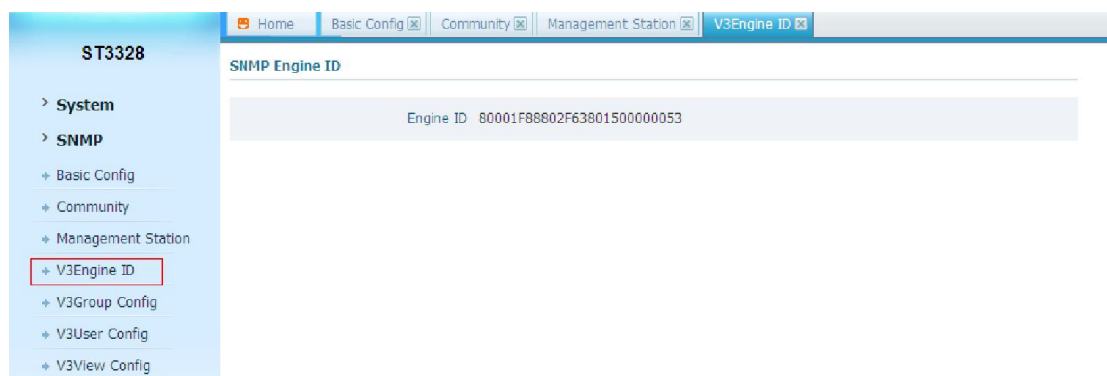 Home
Basic Config
Community
Management Station
V3Engine ID
ST3328
SNMP Engine ID
Engine ID 80001F88802F63801500000053
System
SNMP
Basic Config
Community
Management Station
V3Engine ID
V3Group Config
V3User Config
V3View Config